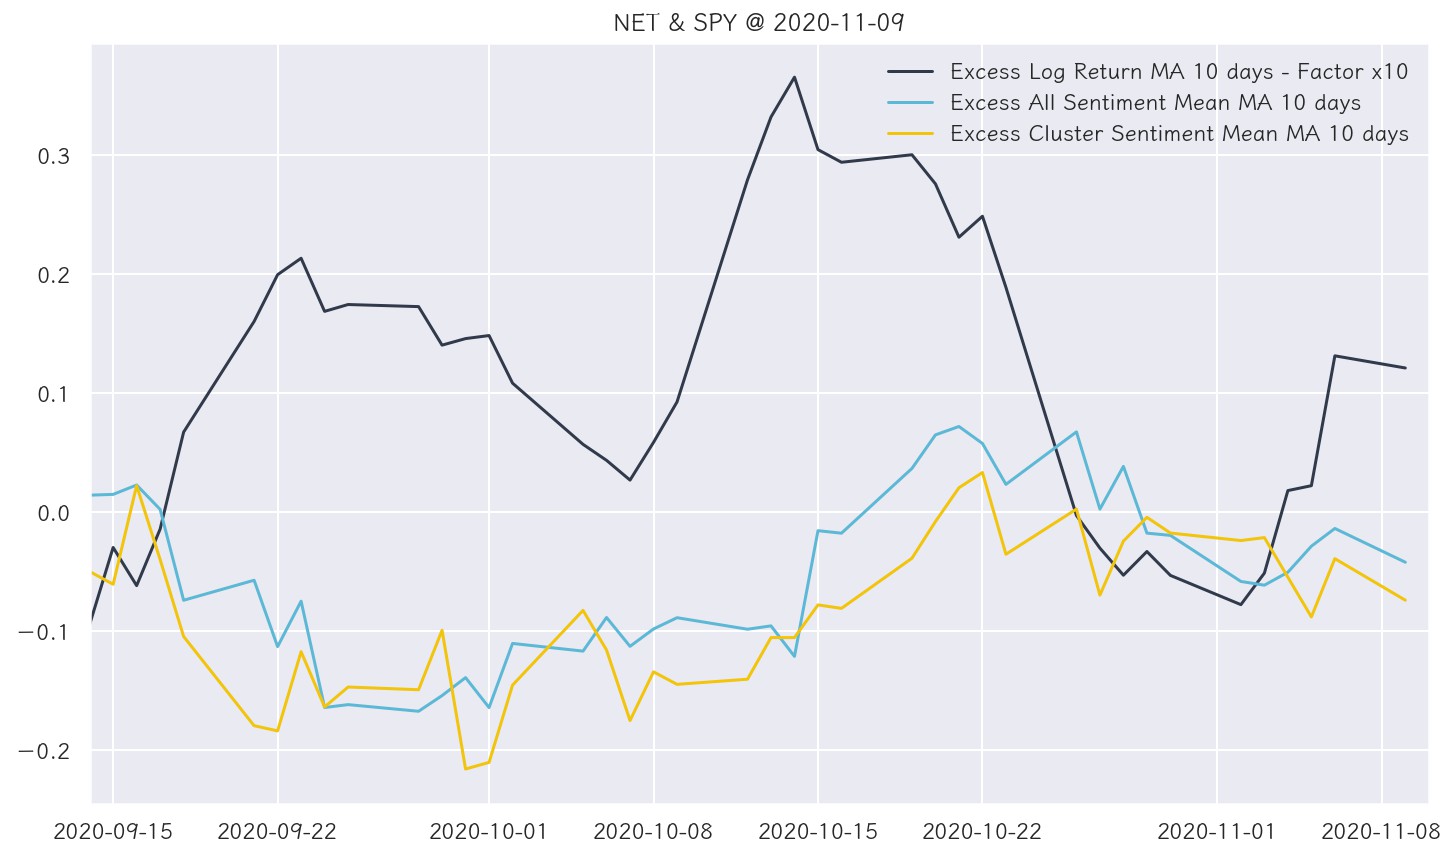 NET & SPY @ 2020-11-09
Excess Log Return MA 10 days - Factor x10
Excess All Sentiment Mean MA 10 days
Excess Cluster Sentiment Mean MA 10 days
0.3
0.2
0.1
0.0
−0.1
−0.2
2020-09-15 2020-09-22 2020-10-01 2020-10-08 2020-10-15 2020-10-22 2020-11-01 2020-11-08